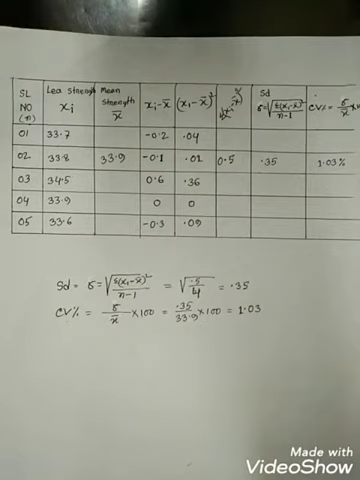 SL NO (n) | Lea Strength xi | Mean Strength x̄ | xi-x̄ | (xi-x̄)² | | Sd σ=√(Σ(xi-x̄)²/n-1) | CV%= σ/x̄
01 | 33.7 | | -0.2 | .04
02 | 33.8 | 33.9 | -0.1 | .01 | 0.5 | .35 | 1.03%
03 | 34.5 | | 0.6 | .36
04 | 33.9 | | 0 | 0
05 | 33.6 | | -0.3 | .09
Sd = σ = √(Σ(xi-x̄)²/n-1) = √(.5/4) = .35
CV% = σ/x̄ ×100 = .35/33.9 ×100 = 1.03
Made with
VideoShow